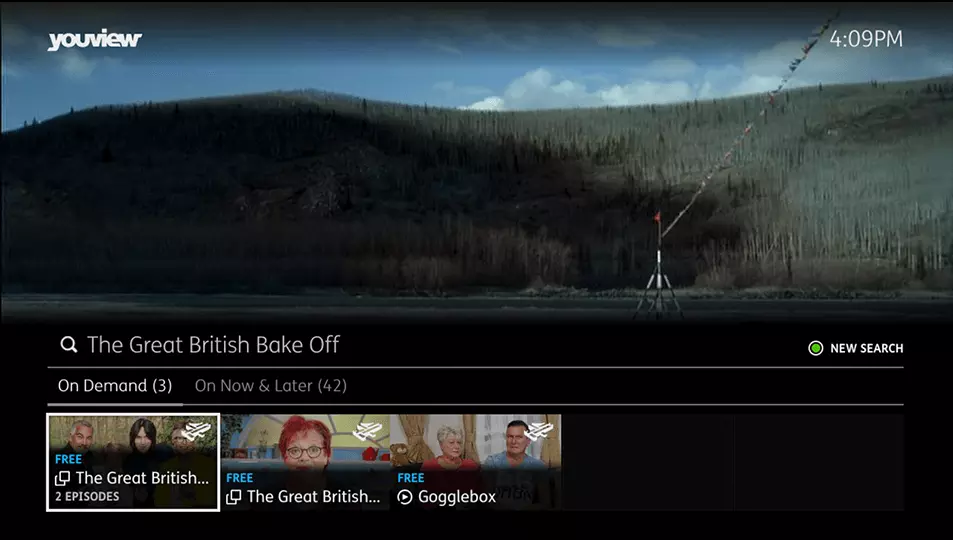 youview
4:09PM
The Great British Bake Off
NEW SEARCH
On Demand (3)
On Now & Later (42)
FREE
The Great British...
2 EPISODES
FREE
The Great British...
FREE
Gogglebox